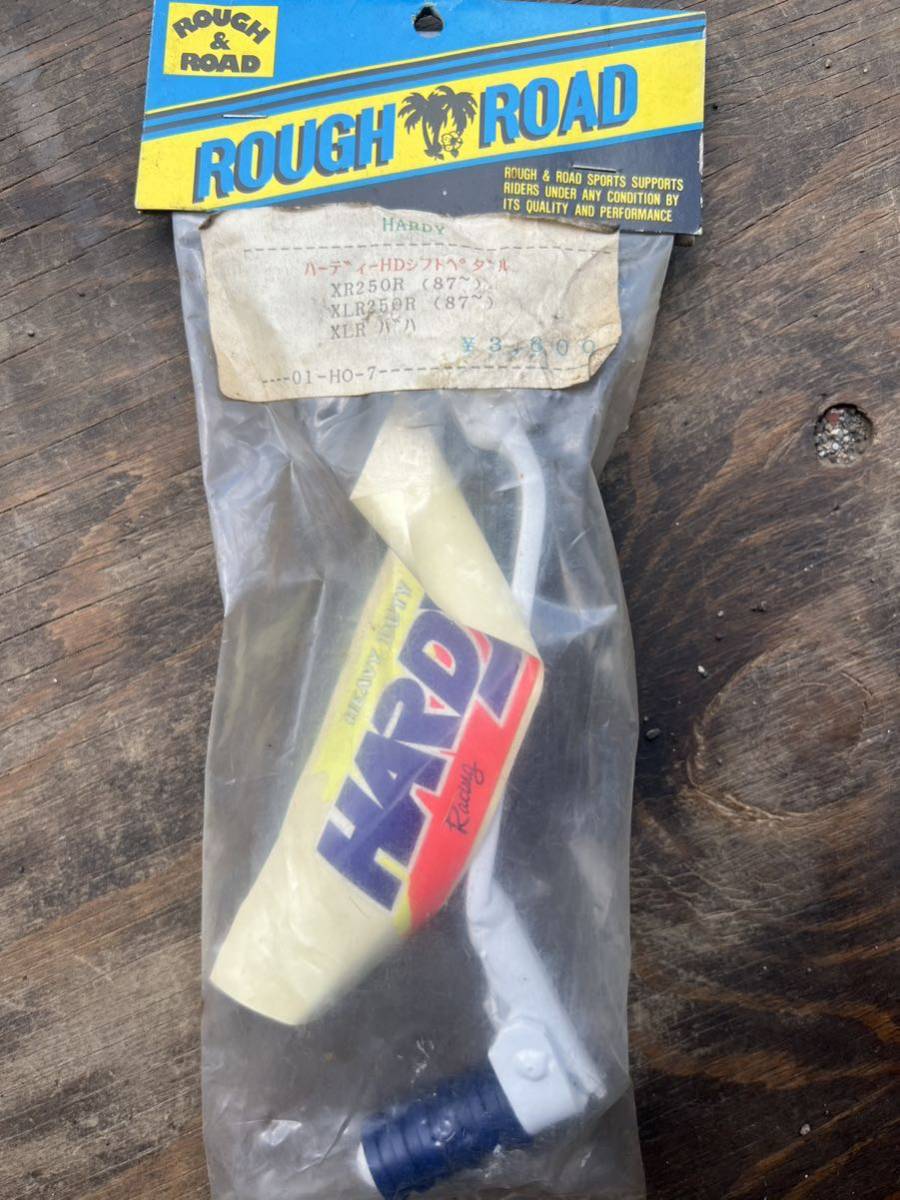 ROUGH
&
ROAD
ROUGH ROAD
ROUGH & ROAD SPORTS SUPPORTS
RIDERS UNDER ANY CONDITION BY
ITS QUALITY AND PERFORMANCE
HARDY
ハーディーHDシフトペダル
XR250R (87~)
XLR250R (87~)
XLR バハ
¥3,800
----01-HO-7----
HEAVY DUTY
HARD
Racing